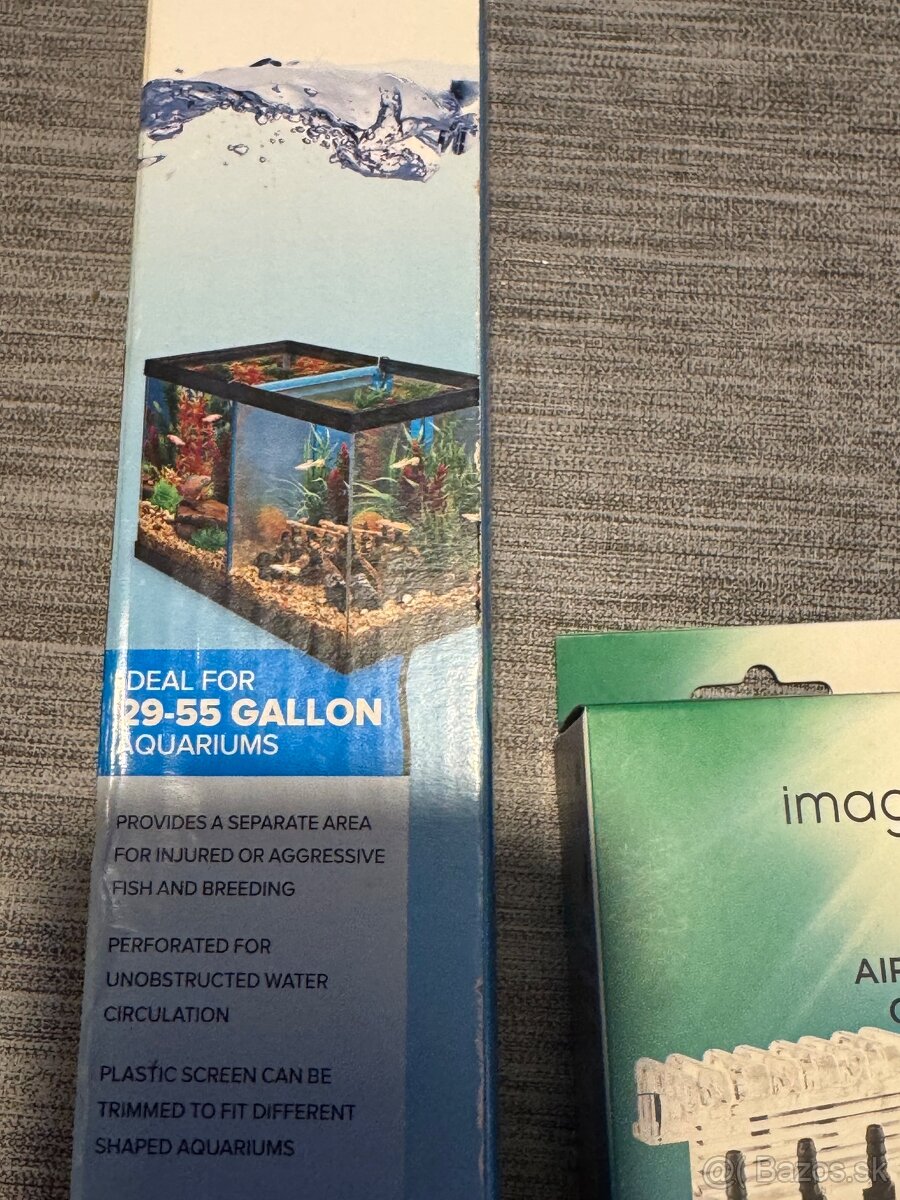 IDEAL FOR
29-55 GALLON
AQUARIUMS
PROVIDES A SEPARATE AREA
FOR INJURED OR AGGRESSIVE
FISH AND BREEDING
PERFORATED FOR
UNOBSTRUCTED WATER
CIRCULATION
PLASTIC SCREEN CAN BE
TRIMMED TO FIT DIFFERENT
SHAPED AQUARIUMS
imag
AIR
@ Bazos.sk